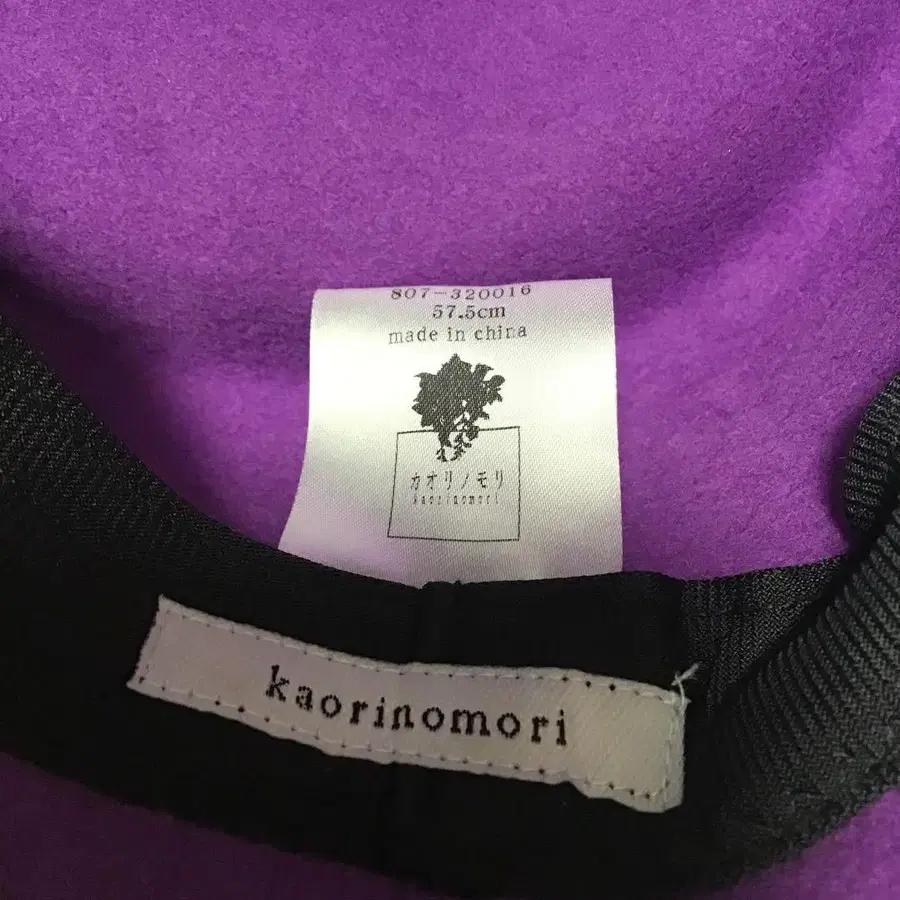 807-320016
57.5cm
made in china
カオリノモリ
kaorinomori
kaorinomori